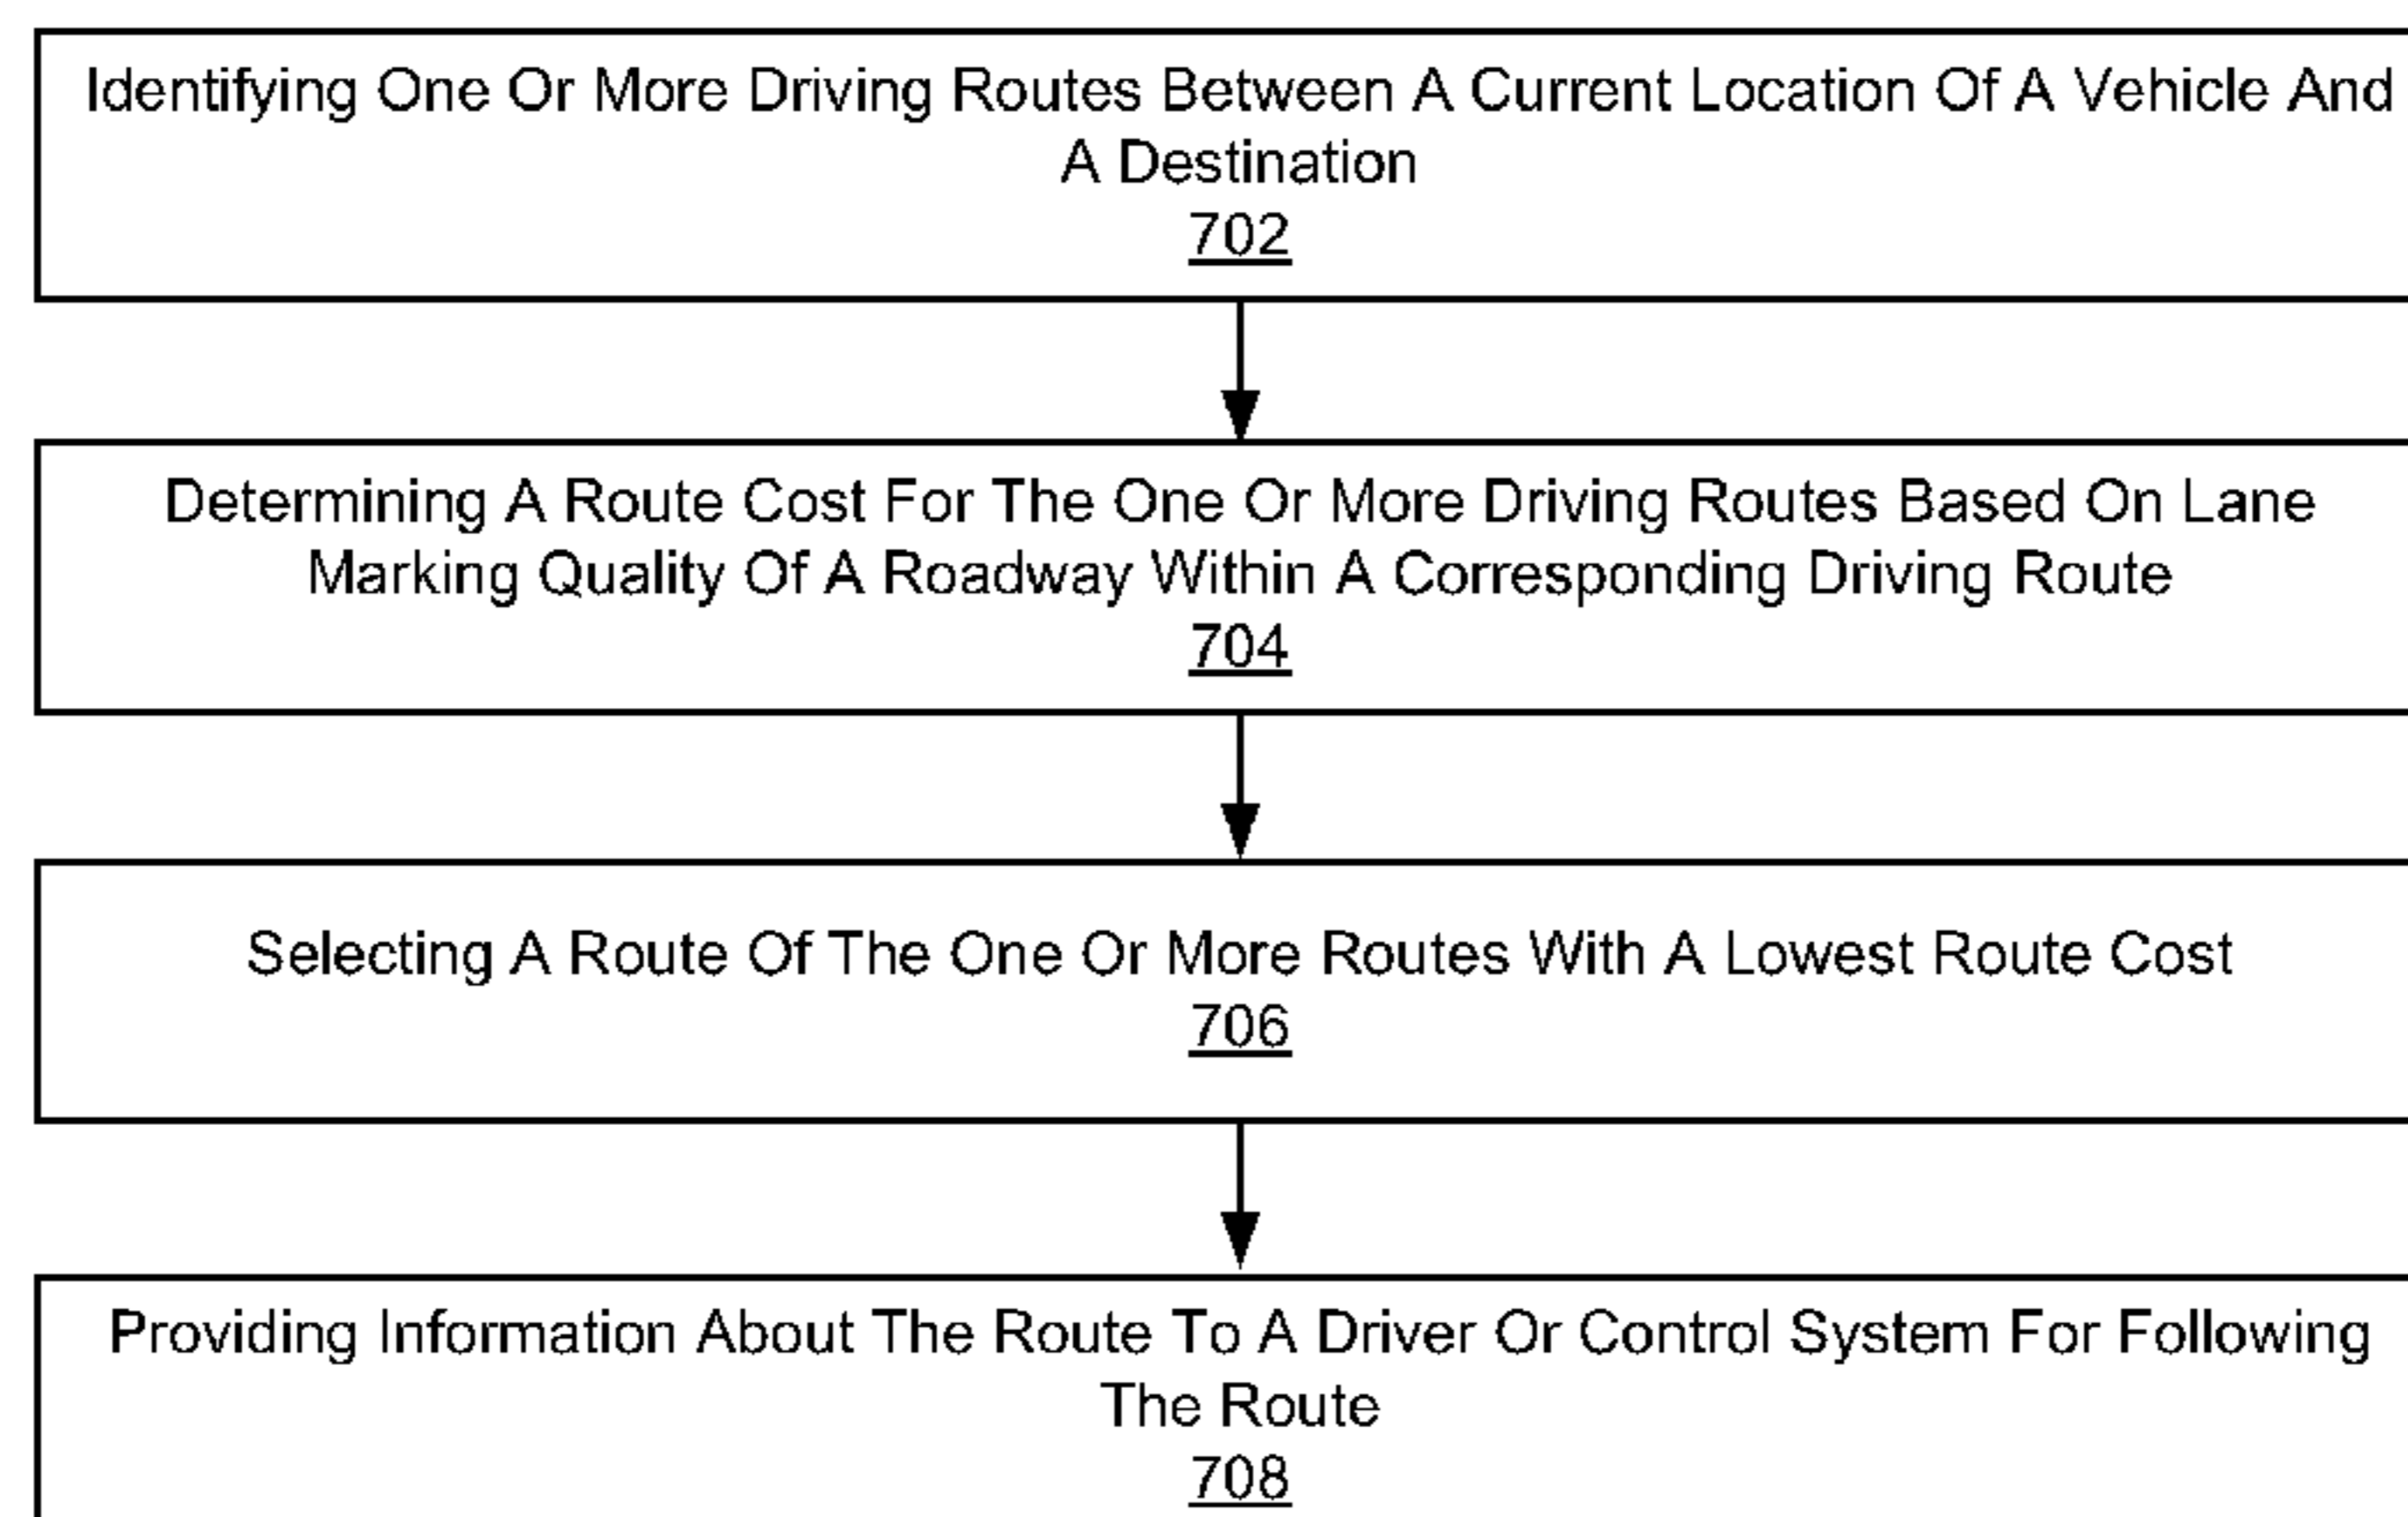 Identifying One Or More Driving Routes Between A Current Location Of A Vehicle And
A Destination
702
Determining A Route Cost For The One Or More Driving Routes Based On Lane
Marking Quality Of A Roadway Within A Corresponding Driving Route
704
Selecting A Route Of The One Or More Routes With A Lowest Route Cost
706
Providing Information About The Route To A Driver Or Control System For Following
The Route
708